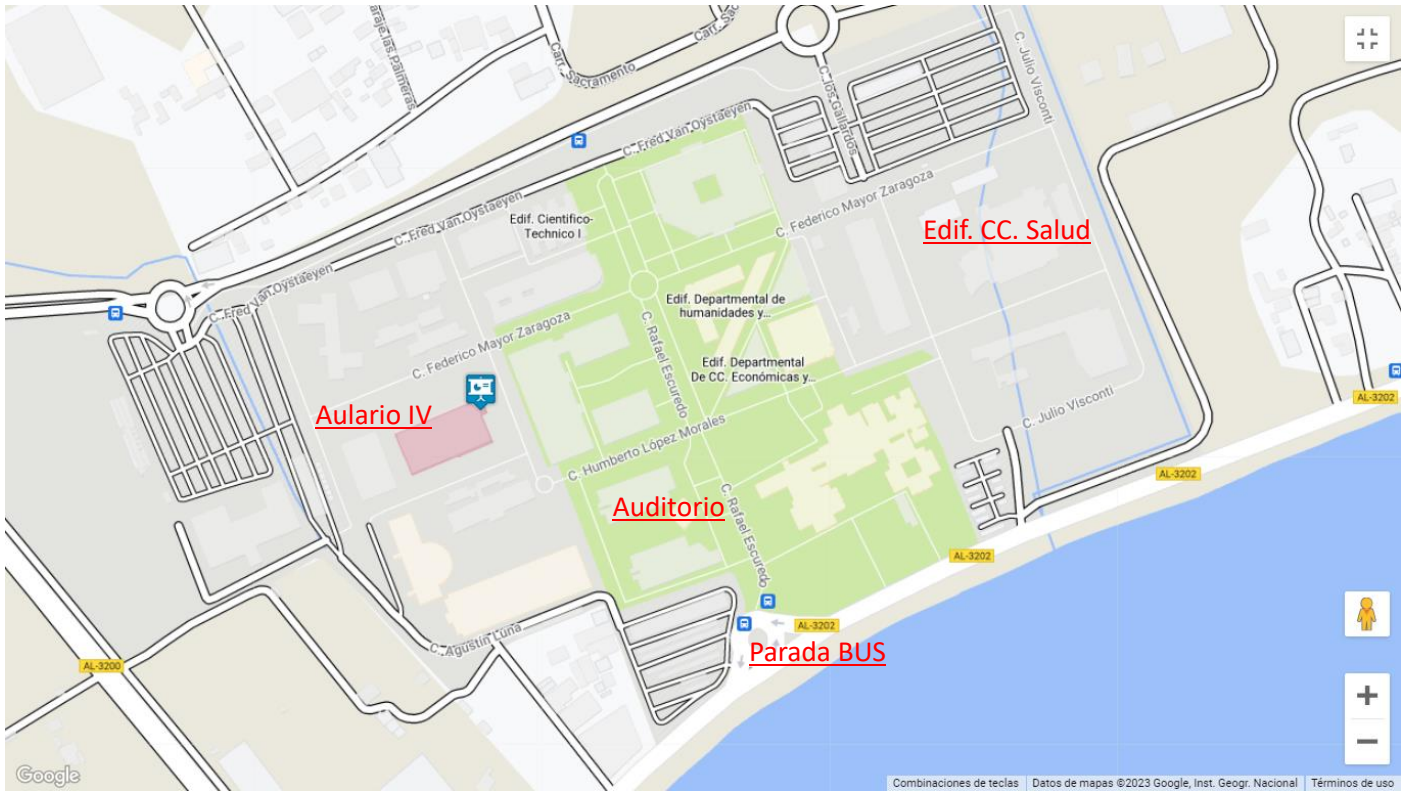 Paraje las Palmeras
Carr. Sacramento
Carr. Sac
C. los Gallardos
C. Julio Visconti
C. Fred Van Oystaeyen
C. Fred Van Oystaeyen
C. Fred Van Oystaeyen
Edif. Cientifico-
Technico I
C. Federico Mayor Zaragoza
Edif. CC. Salud
Edif. Departmental de
humanidades y...
C. Federico Mayor Zaragoza
C. Rafael Escuredo
Edif. Departmental
De CC. Económicas y...
Aulario IV
AL-3202
C. Julio Visconti
C. Humberto López Morales
AL-3202
Auditorio
C. Rafael Escuredo
AL-3202
AL-3202
C. Agustín Luna
Parada BUS
AL-3200
Google
Combinaciones de teclas
Datos de mapas ©2023 Google, Inst. Geogr. Nacional
Términos de uso